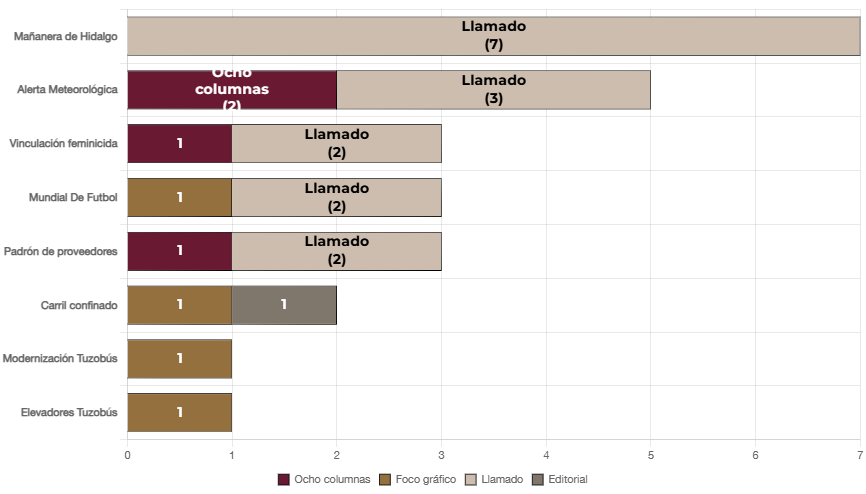 Mañanera de Hidalgo
Llamado
(7)
Alerta Meteorológica
Ocho
columnas
(2)
Llamado
(3)
Vinculación feminicida
1
Llamado
(2)
Mundial De Futbol
1
Llamado
(2)
Padrón de proveedores
1
Llamado
(2)
Carril confinado
1
1
Modernización Tuzobús
1
Elevadores Tuzobús
1
0 1 2 3 4 5 6 7
Ocho columnas Foco gráfico Llamado Editorial